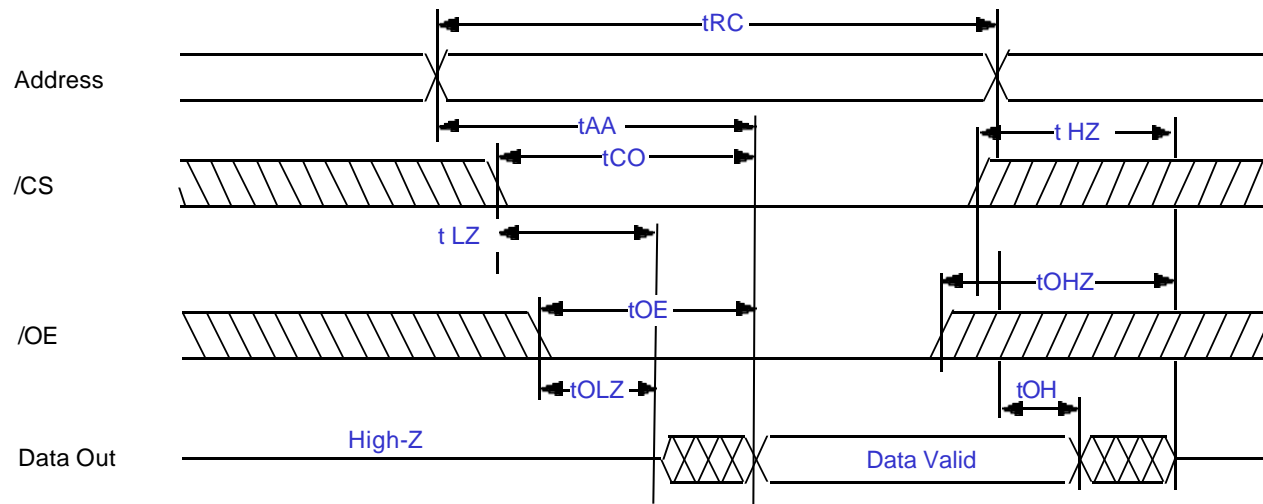 tRC
Address
tAA
t HZ
tCO
/CS
t LZ
tOHZ
tOE
/OE
tOLZ
tOH
High-Z
Data Out
Data Valid